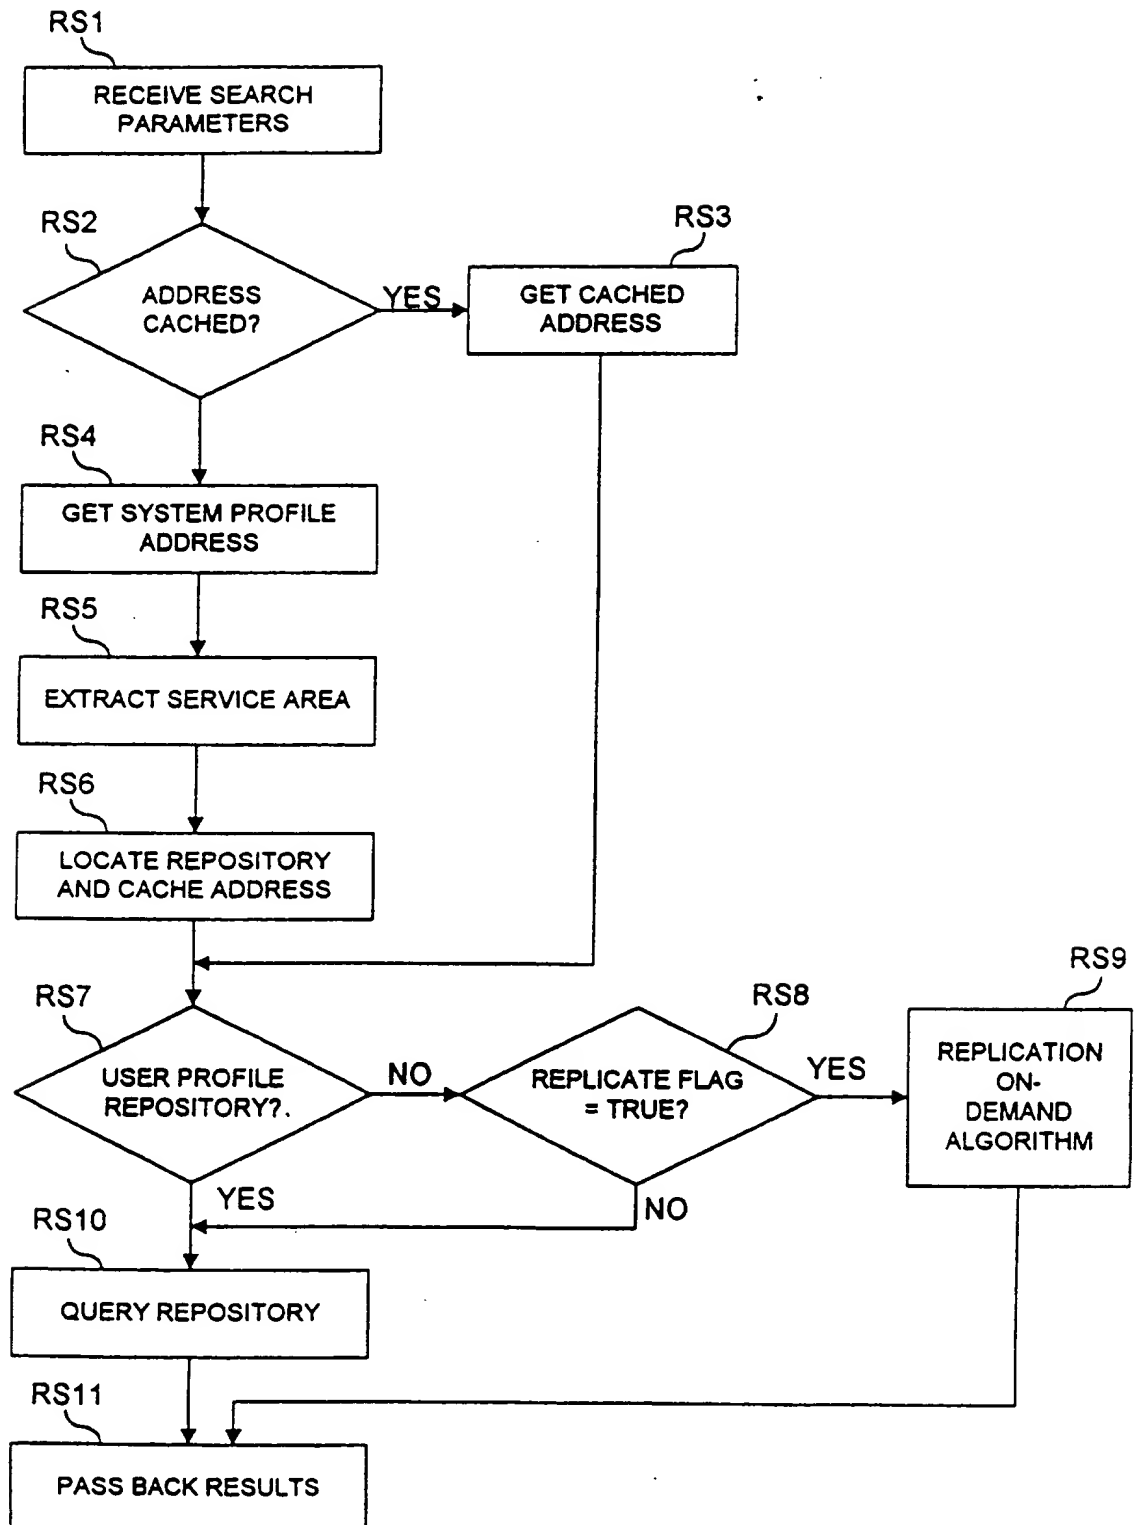 RS1
RECEIVE SEARCH
PARAMETERS
RS2
ADDRESS
CACHED?
YES
RS3
GET CACHED
ADDRESS
RS4
GET SYSTEM PROFILE
ADDRESS
RS5
EXTRACT SERVICE AREA
RS6
LOCATE REPOSITORY
AND CACHE ADDRESS
RS7
USER PROFILE
REPOSITORY?.
NO
YES
RS8
REPLICATE FLAG
= TRUE?
YES
NO
RS9
REPLICATION
ON-
DEMAND
ALGORITHM
RS10
QUERY REPOSITORY
RS11
PASS BACK RESULTS